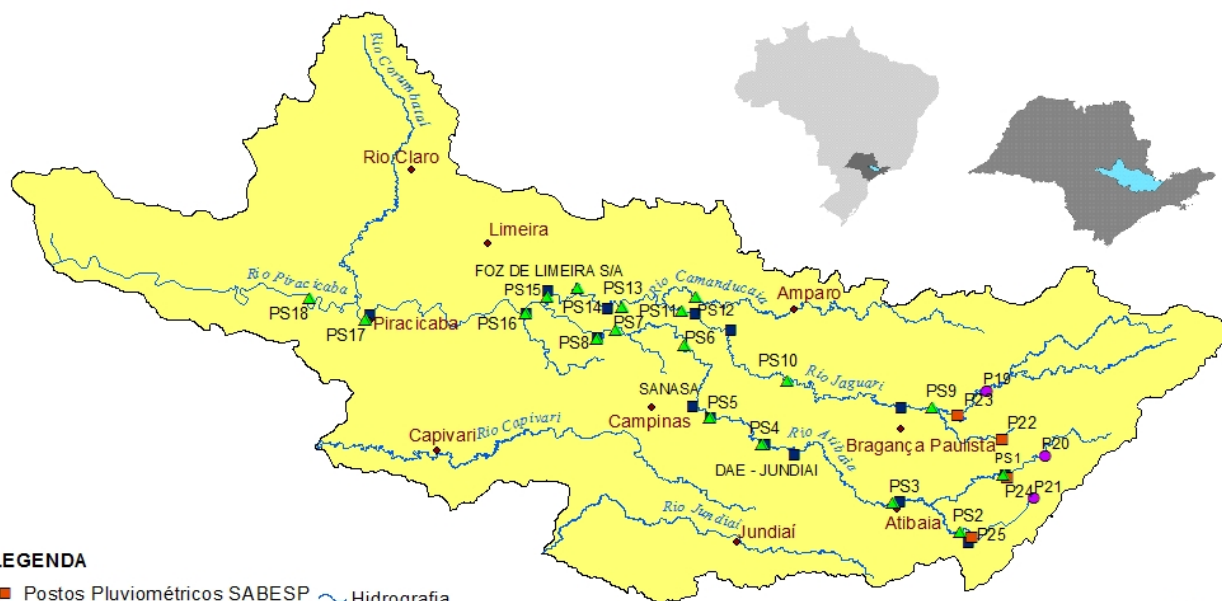 Rio Corumbataí
Rio Claro
Limeira
FOZ DE LIMEIRA S/A
Rio Camanducaia
Rio Piracicaba
PS15
PS13
Amparo
PS18
PS14
PS11
PS12
PS16
PS17
Piracicaba
PS7
PS8
PS6
PS10
Rio Jaguari
P19
SANASA
PS9
P23
PS5
Campinas
Capivari
Rio Capivari
PS4
Rio Atibaia
Bragança Paulista
P22
P20
DAE - JUNDIAI
PS1
PS3
P24
P21
Rio Jundiaí
Atibaia
PS2
Jundiaí
P25
LEGENDA
Postos Pluviométricos SABESP
Hidrografia